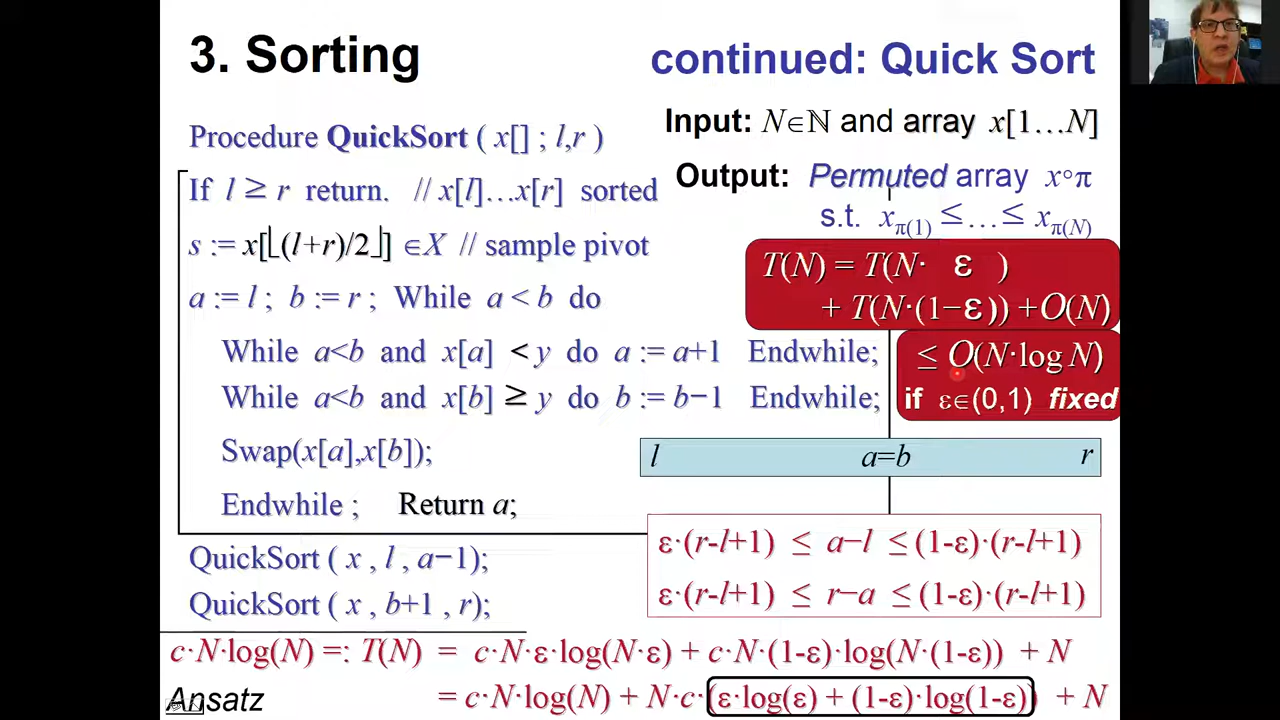 3. Sorting
continued: Quick Sort
Procedure QuickSort ( x[] ; l,r )
If l ≥ r return. // x[l]…x[r] sorted
s := x[⌊(l+r)/2⌋] ∈X // sample pivot
a := l ; b := r ; While a < b do
While a<b and x[a] < y do a := a+1 Endwhile;
While a<b and x[b] ≥ y do b := b−1 Endwhile;
Swap(x[a],x[b]);
Endwhile ; Return a;
QuickSort ( x , l , a−1);
QuickSort ( x , b+1 , r);
Input: N∈ℕ and array x[1…N]
Output: Permuted array x∘π
s.t. xπ(1) ≤…≤ xπ(N)
T(N) = T(N· ε )
+ T(N·(1−ε)) +O(N)
≤ O(N·log N)
if ε∈(0,1) fixed
l a=b r
ε·(r-l+1) ≤ a−l ≤ (1-ε)·(r-l+1)
ε·(r-l+1) ≤ r−a ≤ (1-ε)·(r-l+1)
c·N·log(N) =: T(N) = c·N·ε·log(N·ε) + c·N·(1-ε)·log(N·(1-ε)) + N
Ansatz = c·N·log(N) + N·c·(ε·log(ε) + (1-ε)·log(1-ε)) + N